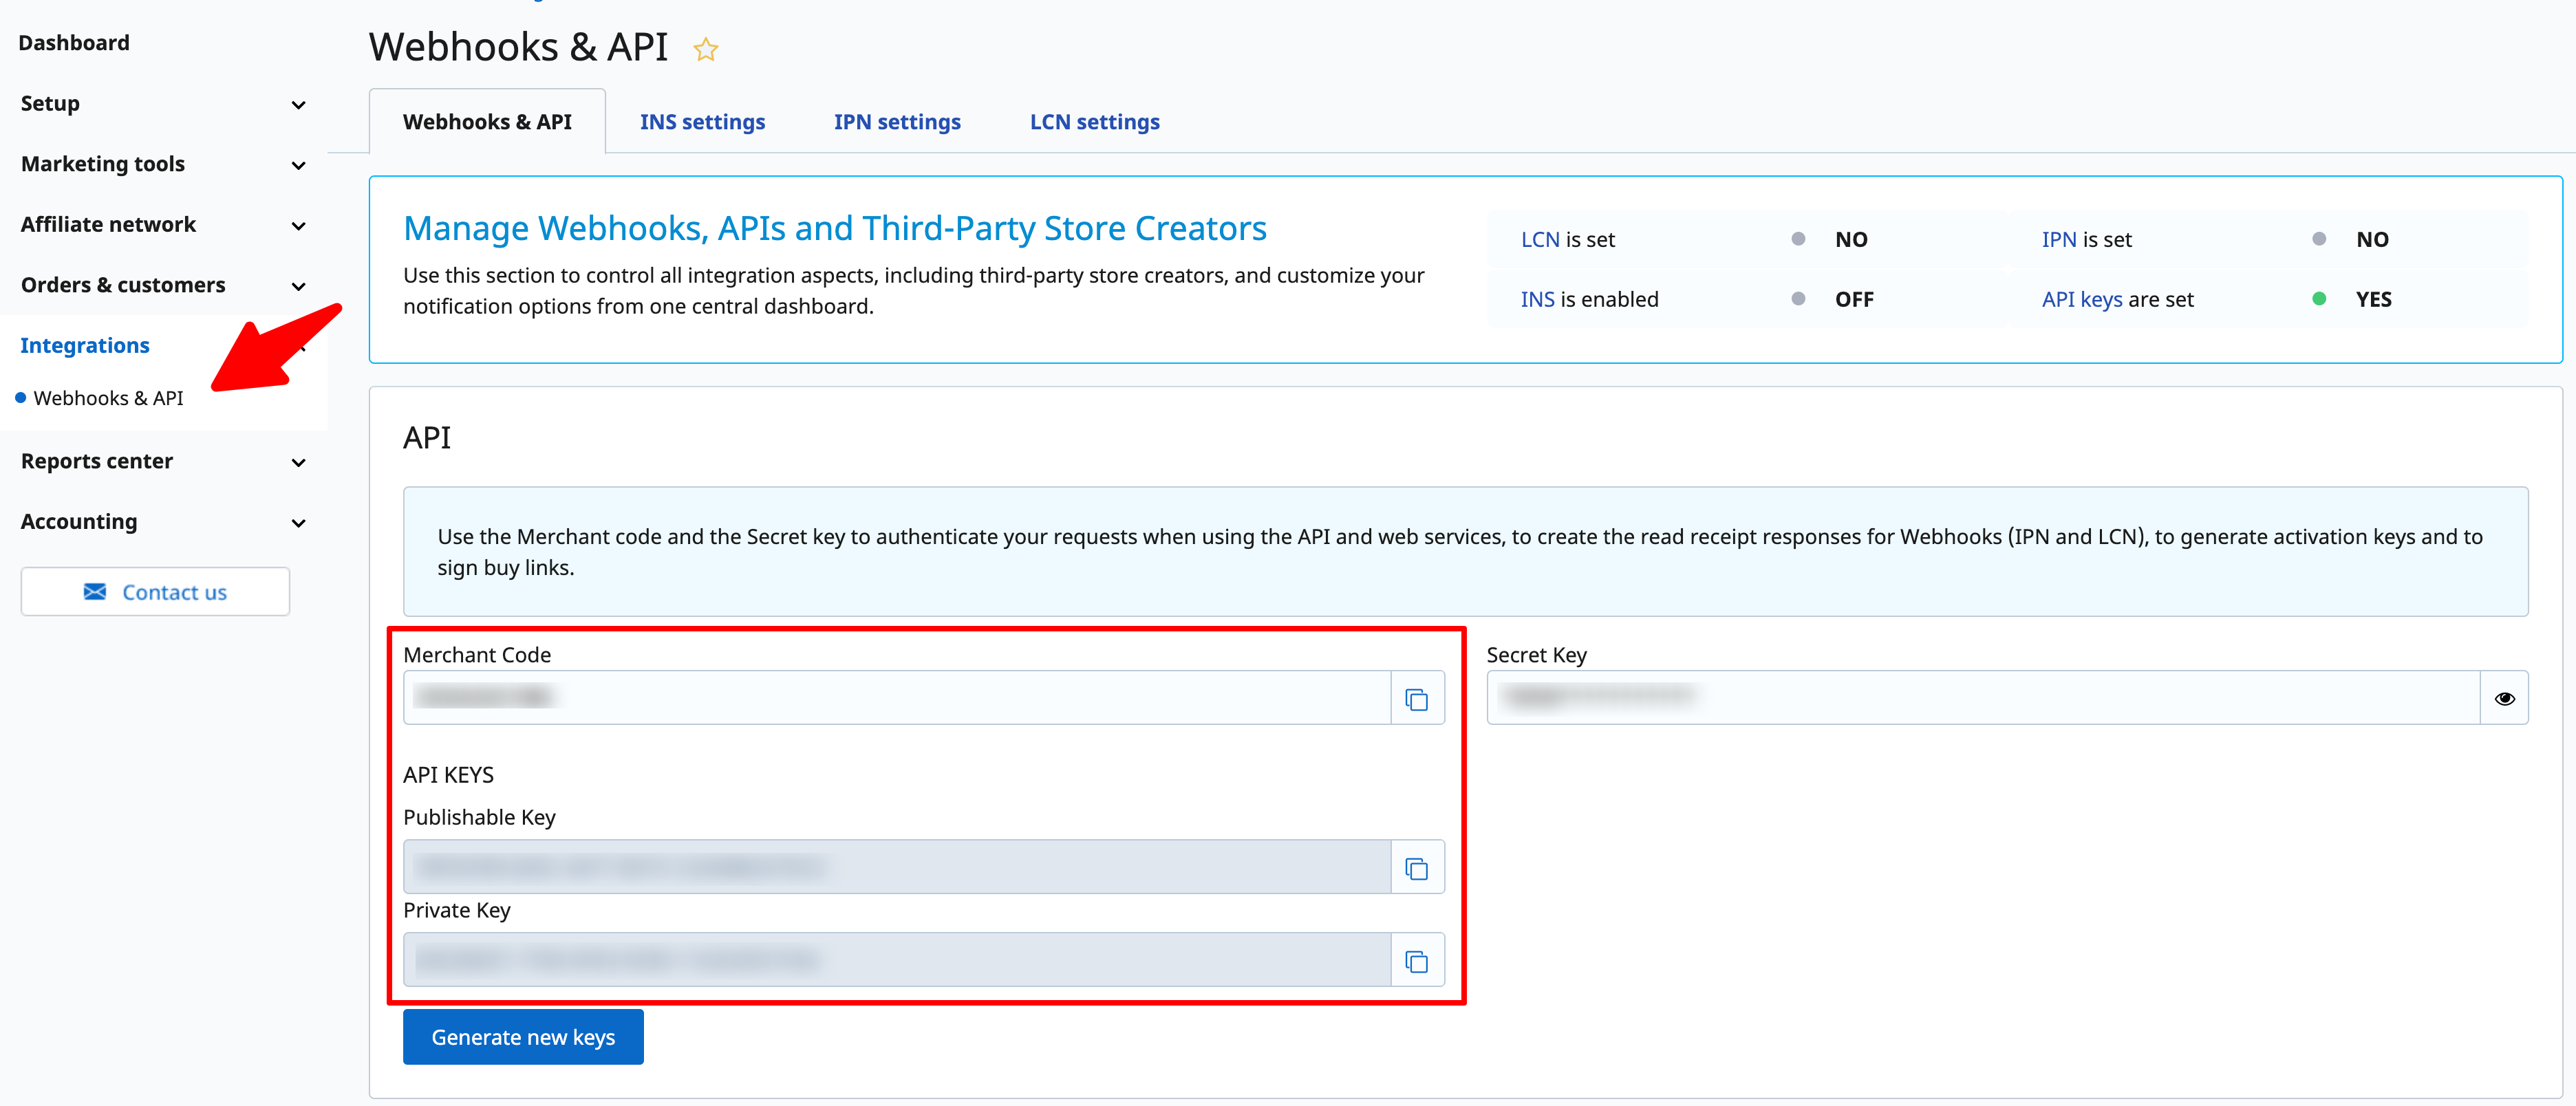 Dashboard
Setup
Marketing tools
Affiliate network
Orders & customers
Integrations
Webhooks & API
Reports center
Accounting
Contact us
Webhooks & API
Webhooks & API
INS settings
IPN settings
LCN settings
Manage Webhooks, APIs and Third-Party Store Creators
Use this section to control all integration aspects, including third-party store creators, and customize your
notification options from one central dashboard.
LCN is set NO
IPN is set NO
INS is enabled OFF
API keys are set YES
API
Use the Merchant code and the Secret key to authenticate your requests when using the API and web services, to create the read receipt responses for Webhooks (IPN and LCN), to generate activation keys and to
sign buy links.
Merchant Code
Secret Key
API KEYS
Publishable Key
Private Key
Generate new keys